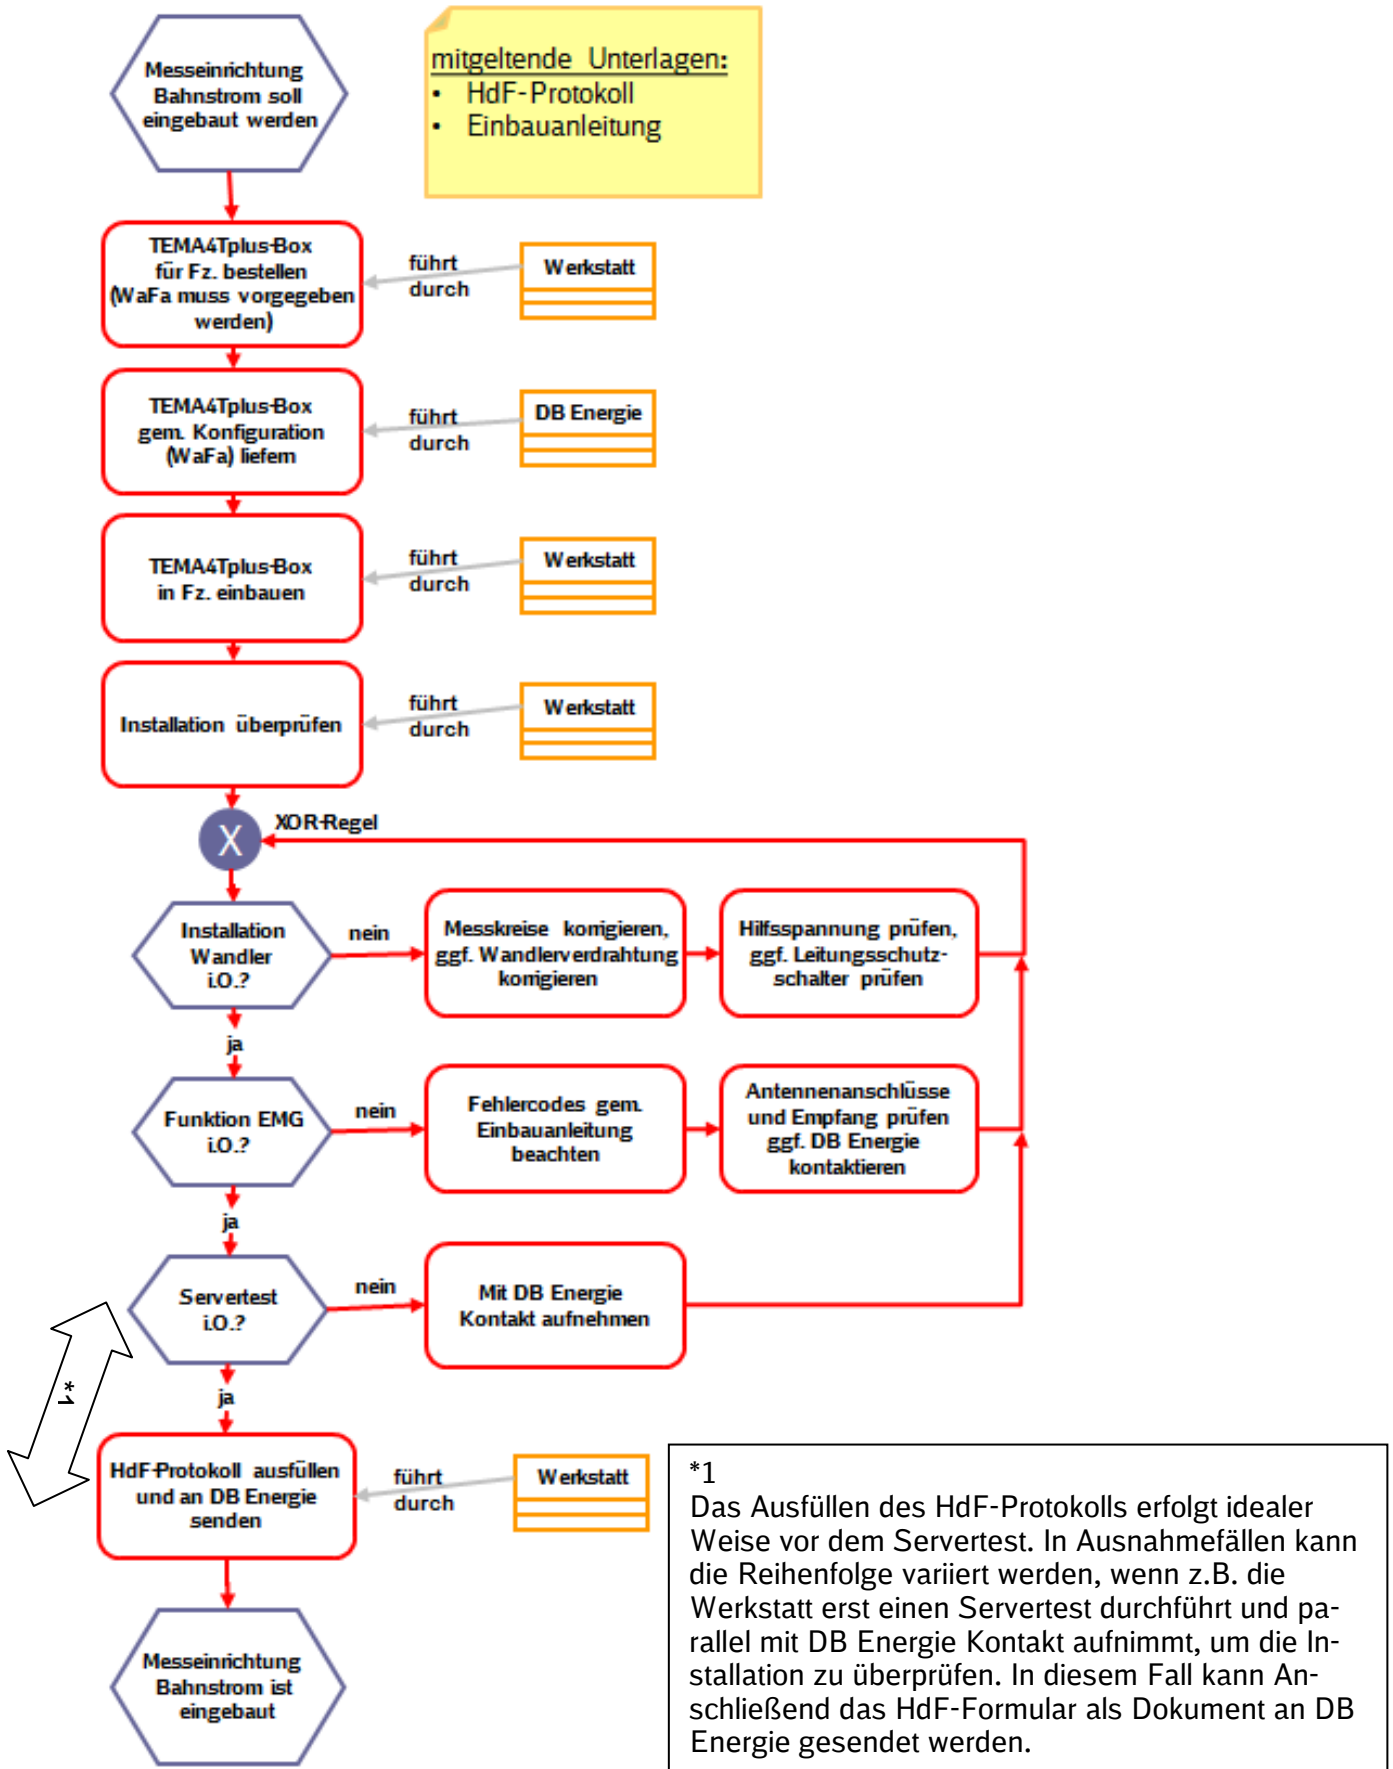 Messeinrichtung
Bahnstrom soll
eingebaut werden
mitgeltende Unterlagen:
• HdF-Protokoll
• Einbauanleitung
TEMA4Tplus-Box
für Fz. bestellen
(WaFa muss vorgegeben
werden)
führt
durch
Werkstatt
TEMA4Tplus-Box
gem. Konfiguration
(WaFa) liefern
führt
durch
DB Energie
TEMA4Tplus-Box
in Fz. einbauen
führt
durch
Werkstatt
Installation überprüfen
führt
durch
Werkstatt
X
XOR-Regel
Installation
Wandler
i.O.?
nein
Messkreise korrigieren,
ggf. Wandlerverdrahtung
korrigieren
Hilfsspannung prüfen,
ggf. Leitungsschutz-
schalter prüfen
ja
Funktion EMG
i.O.?
nein
Fehlercodes gem.
Einbauanleitung
beachten
Antennenanschlüsse
und Empfang prüfen
ggf. DB Energie
kontaktieren
ja
Servertest
i.O.?
nein
Mit DB Energie
Kontakt aufnehmen
*1
ja
HdF-Protokoll ausfüllen
und an DB Energie
senden
führt
durch
Werkstatt
Messeinrichtung
Bahnstrom ist
eingebaut
*1
Das Ausfüllen des HdF-Protokolls erfolgt idealer
Weise vor dem Servertest. In Ausnahmefällen kann
die Reihenfolge variiert werden, wenn z.B. die
Werkstatt erst einen Servertest durchführt und pa-
rallel mit DB Energie Kontakt aufnimmt, um die In-
stallation zu überprüfen. In diesem Fall kann An-
schließend das HdF-Formular als Dokument an DB
Energie gesendet werden.